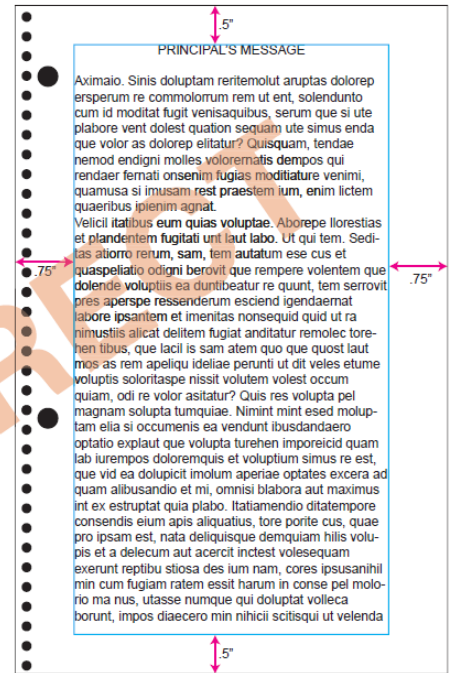 .5"
PRINCIPAL'S MESSAGE
Aximaio. Sinis doluptam reritemolut aruptas dolorep
ersperum re commolorrum rem ut ent, solendunto
cum id moditat fugit venisaquibus, serum que si ute
plabore vent dolest quation sequam ute simus enda
que volor as dolorep elitatur? Quisquam, tendae
nemod endigni molles volorematis dempos qui
rendaer fernati onsenim fugias moditiature venimi,
quamusa si imusam rest praestem ium, enim lictem
quaeribus ipienim agnat.
Velicil itatibus eum quias voluptae. Aborepe llorestias
et plandentem fugitati unt laut labo. Ut qui tem. Sedi-
tas atiorro rerum, sam, tem autatum ese cus et
quaspeliatio odigni berovit que rempere volentem que
dolende voluptis ea duntibeatur re quunt, tem serrovit
pres aperspe ressenderum esciend igendaernat
labore ipsantem et imenitas nonsequid quid ut ra
nimustiis alicat delitem fugiat anditatur remolec tore-
hen tibus, que lacil is sam atem quo que quost laut
mos as rem apeliqu ideliae perunti ut dit veles etume
voluptis soloritaspe nissit volutem volest occum
quiam, odi re volor asitatur? Quis res volupta pel
magnam solupta tumquiae. Nimint mint esed molup-
tam elia si occumenis ea vendunt ibusdandaero
optatio explaut que volupta turehen imporeicid quam
lab iurempos doloremquis et voluptium simus re est,
que vid ea dolupicit imolum aperiae optates excera ad
quam alibusandio et mi, omnisi blabora aut maximus
int ex estruptat quia plabo. Itatiamendio ditatempore
consendis eium apis aliquatius, tore porite cus, quae
pro ipsam est, nata deliquisque demquiam hilis volu-
pis et a delecum aut acercit inctest volesequam
exerunt reptibu stiosa des ium nam, cores ipsusanihil
min cum fugiam ratem essit harum in conse pel molo-
rio ma nus, utasse numque qui doluptat volleca
borunt, impos diaecero min nihicii scitisqui ut velenda
.75"
.75"
.5"
RECT